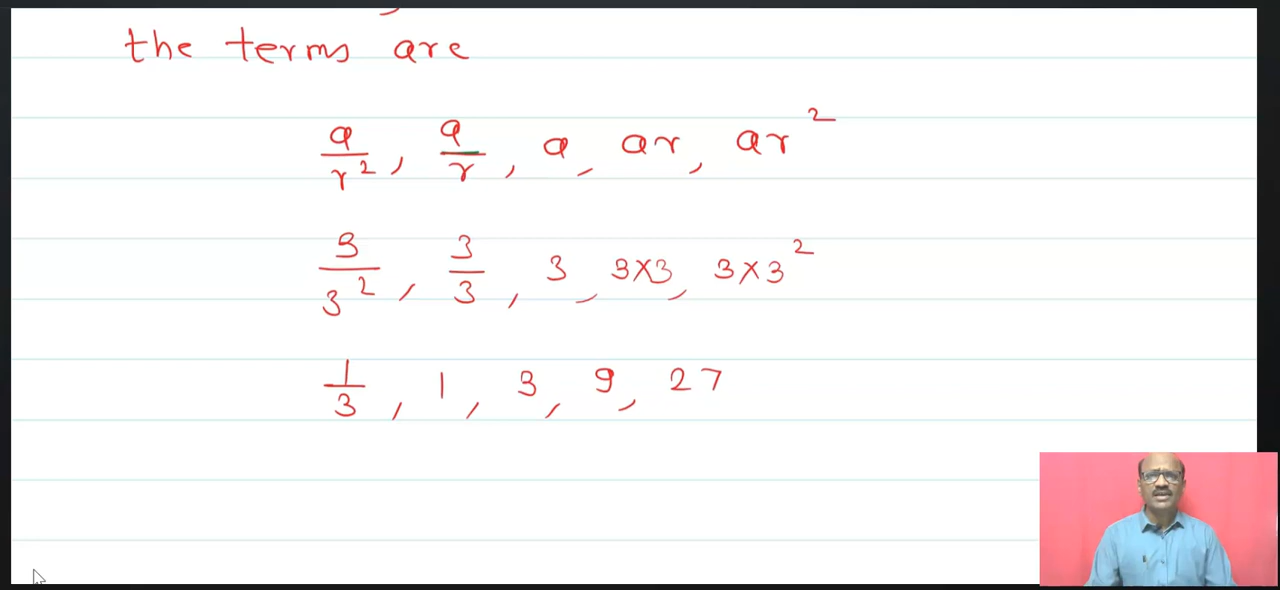 the terms are
a/r², a/r, a, ar, ar²
3/3², 3/3, 3, 3×3, 3×3²
1/3, 1, 3, 9, 27